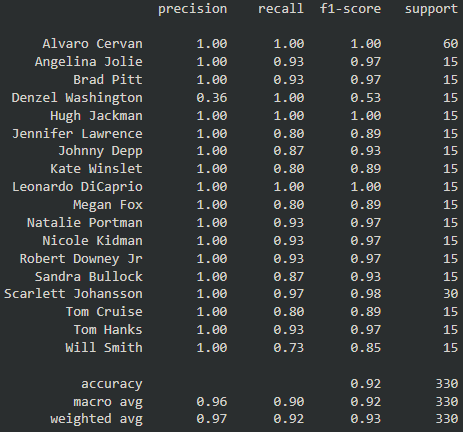 precision recall f1-score support
Alvaro Cervan 1.00 1.00 1.00 60
Angelina Jolie 1.00 0.93 0.97 15
Brad Pitt 1.00 0.93 0.97 15
Denzel Washington 0.36 1.00 0.53 15
Hugh Jackman 1.00 1.00 1.00 15
Jennifer Lawrence 1.00 0.80 0.89 15
Johnny Depp 1.00 0.87 0.93 15
Kate Winslet 1.00 0.80 0.89 15
Leonardo DiCaprio 1.00 1.00 1.00 15
Megan Fox 1.00 0.80 0.89 15
Natalie Portman 1.00 0.93 0.97 15
Nicole Kidman 1.00 0.93 0.97 15
Robert Downey Jr 1.00 0.93 0.97 15
Sandra Bullock 1.00 0.87 0.93 15
Scarlett Johansson 1.00 0.97 0.98 30
Tom Cruise 1.00 0.80 0.89 15
Tom Hanks 1.00 0.93 0.97 15
Will Smith 1.00 0.73 0.85 15
accuracy 0.92 330
macro avg 0.96 0.90 0.92 330
weighted avg 0.97 0.92 0.93 330